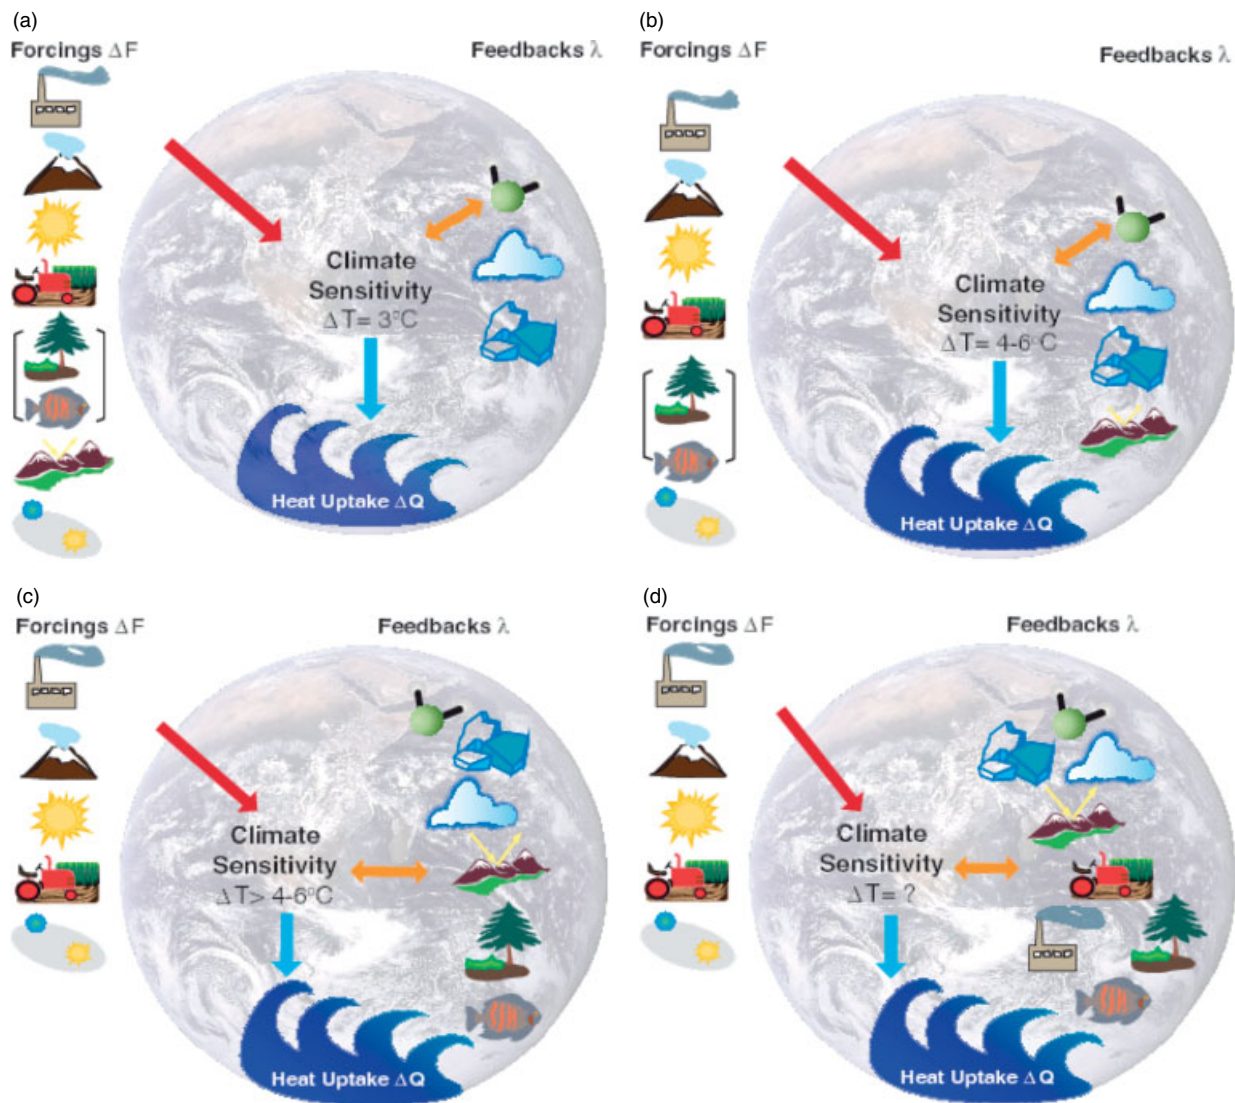 (a)
Forcings ΔF
Feedbacks λ
Climate
Sensitivity
ΔT= 3°C
Heat Uptake ΔQ
(b)
Forcings ΔF
Feedbacks λ
Climate
Sensitivity
ΔT= 4-6°C
Heat Uptake ΔQ
(c)
Forcings ΔF
Feedbacks λ
Climate
Sensitivity
ΔT> 4-6°C
Heat Uptake ΔQ
(d)
Forcings ΔF
Feedbacks λ
Climate
Sensitivity
ΔT= ?
Heat Uptake ΔQ